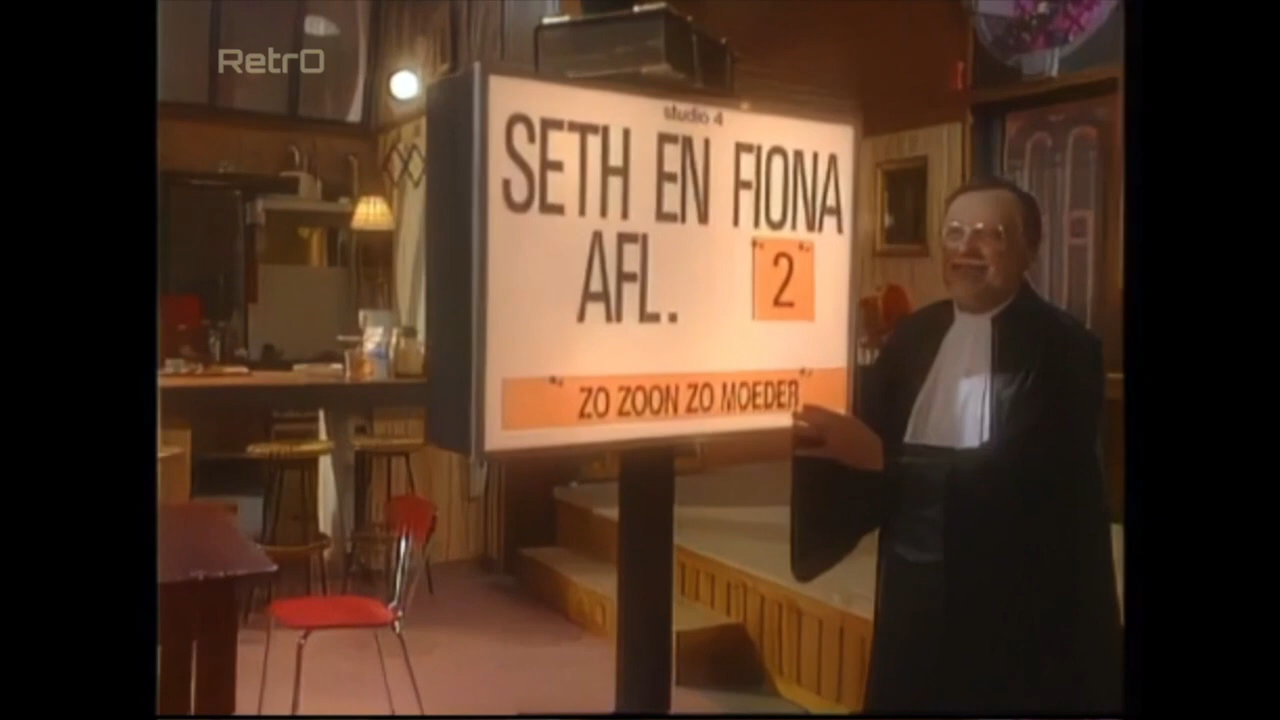 RetrO
studio 4
SETH EN FIONA
AFL. 2
ZO ZOON ZO MOEDER